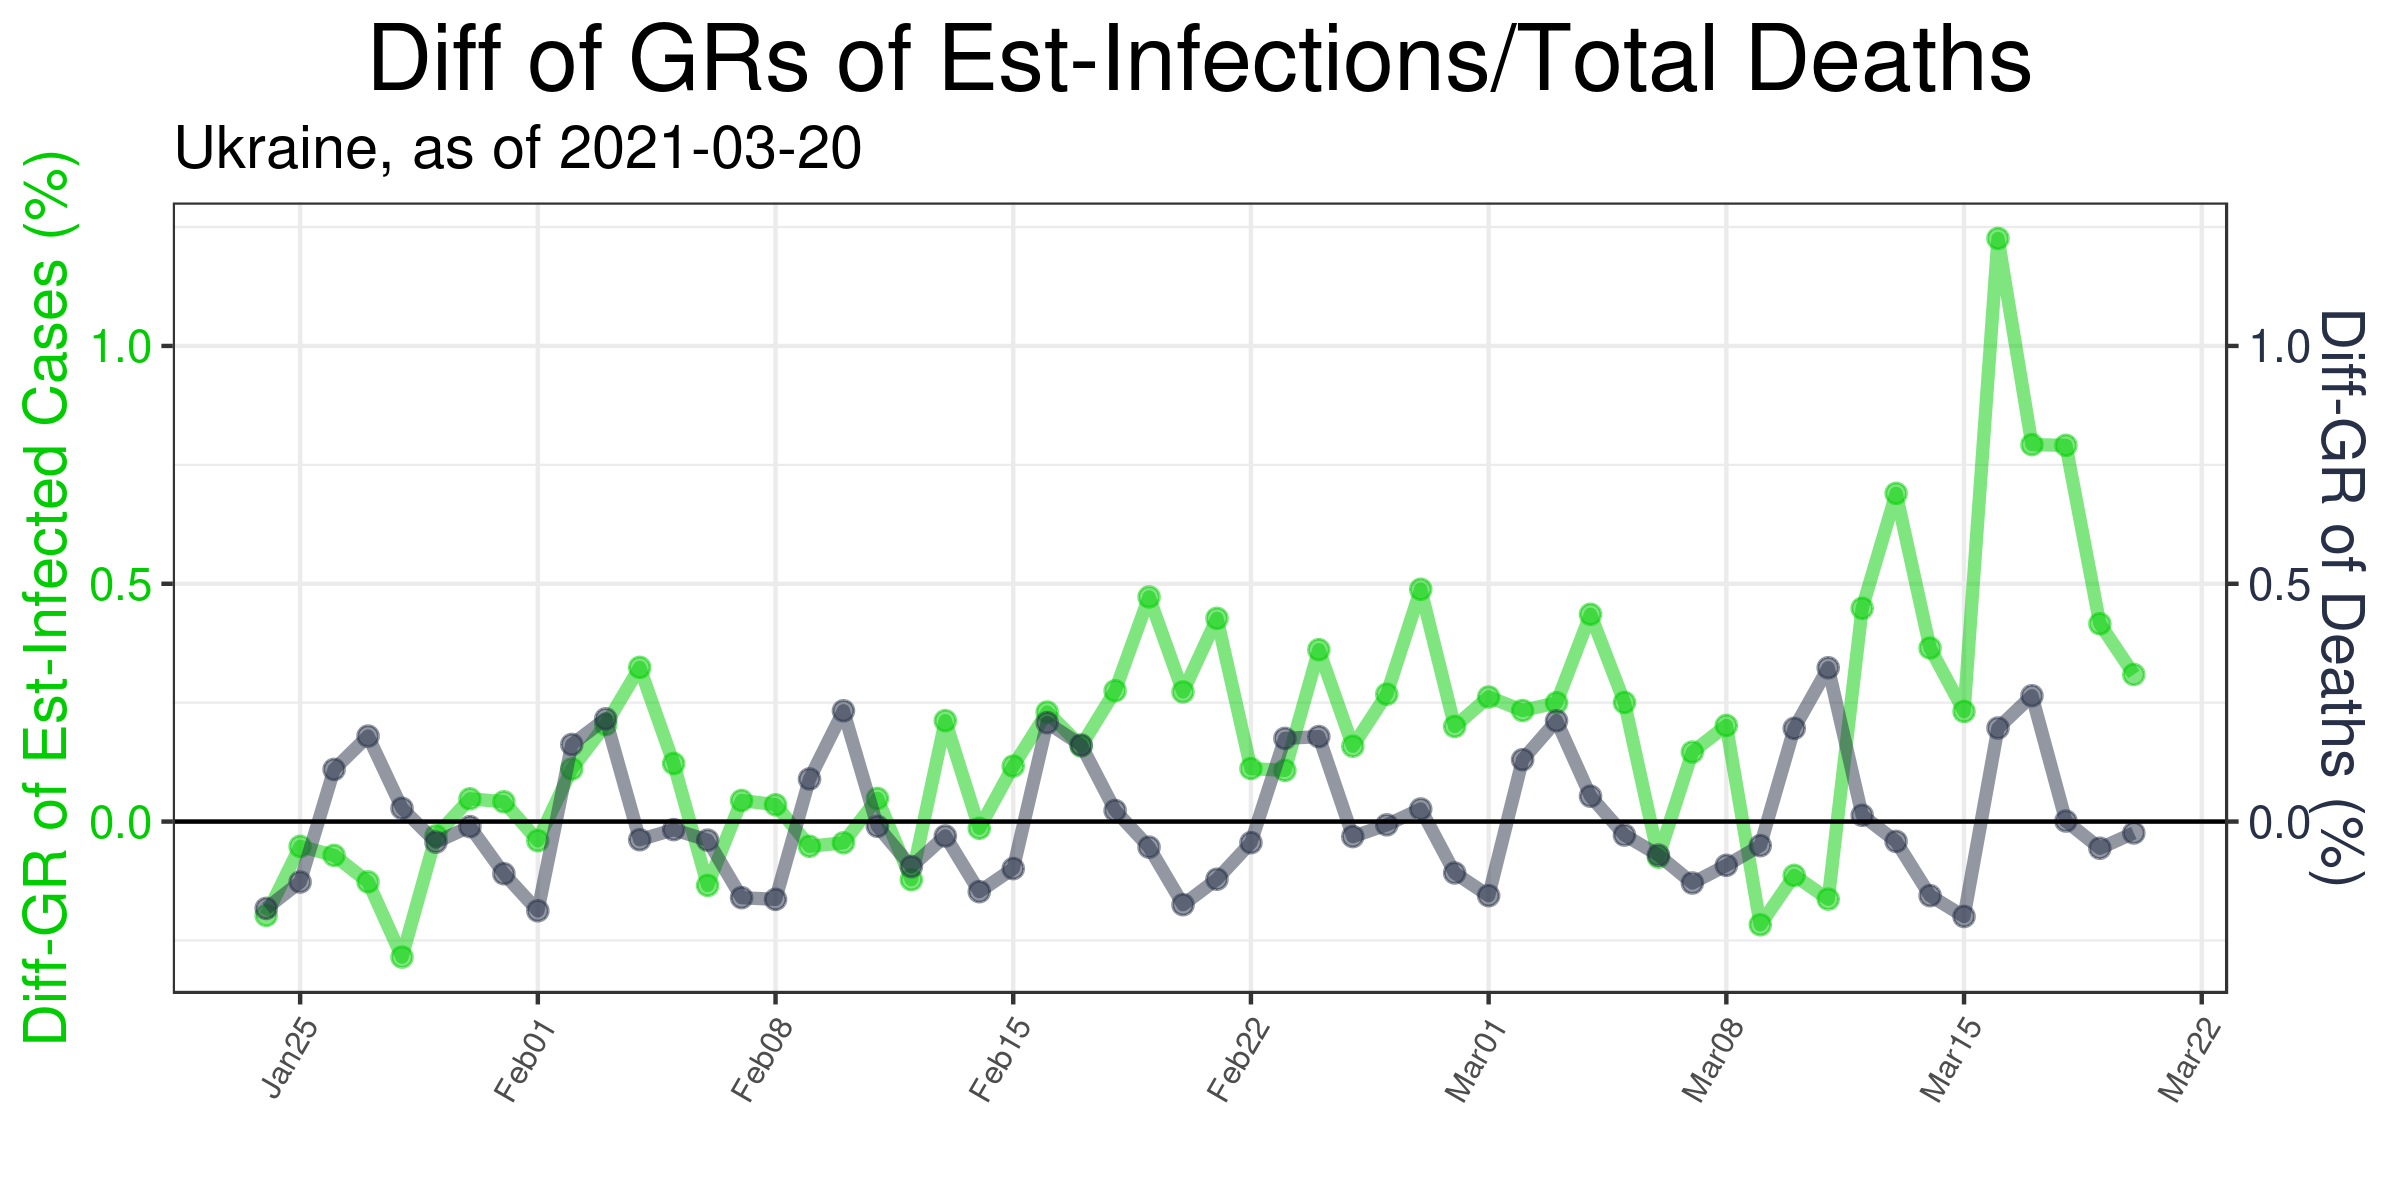 Diff of GRs of Est-Infections/Total Deaths
Ukraine, as of 2021-03-20
Diff-GR of Est-Infected Cases (%)
1.0
0.5
0.0
1.0
0.5
0.0
Diff-GR of Deaths (%)
Jan25
Feb01
Feb08
Feb15
Feb22
Mar01
Mar08
Mar15
Mar22